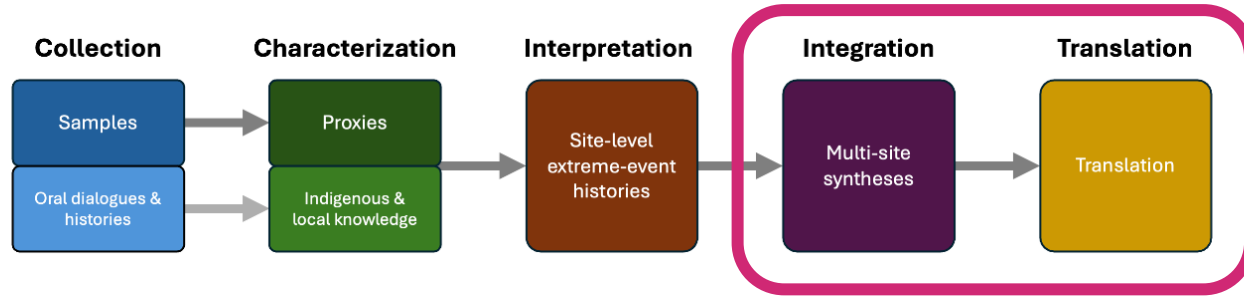 Collection
Characterization
Interpretation
Integration
Translation
Samples
Proxies
Site-level
extreme-event
histories
Multi-site
syntheses
Translation
Oral dialogues &
histories
Indigenous &
local knowledge